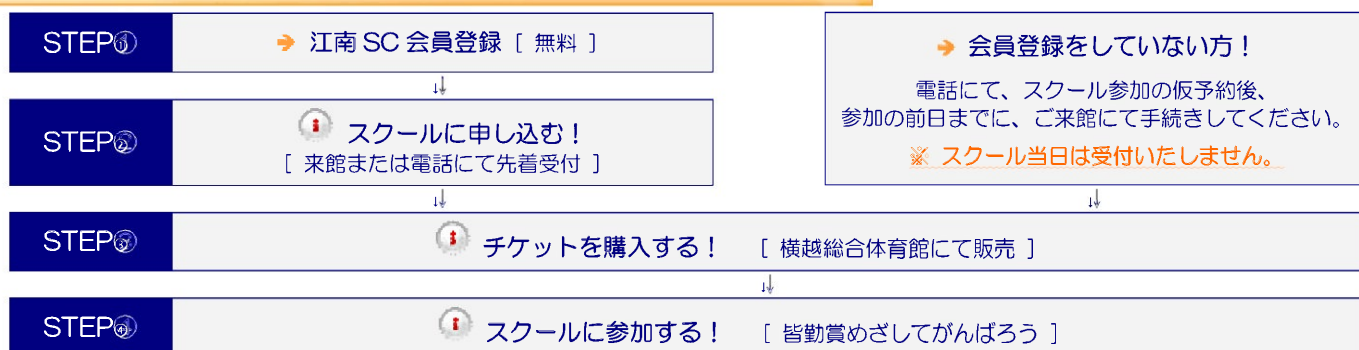 STEP① 江南 SC 会員登録 [ 無料 ]
STEP② スクールに申し込む!
[ 来館または電話にて先着受付 ]
会員登録をしていない方!
電話にて、スクール参加の仮予約後、
参加の前日までに、ご来館にて手続きしてください。
※ スクール当日は受付いたしません。
STEP③ チケットを購入する! [ 横越総合体育館にて販売 ]
STEP④ スクールに参加する! [ 皆勤賞めざしてがんばろう ]